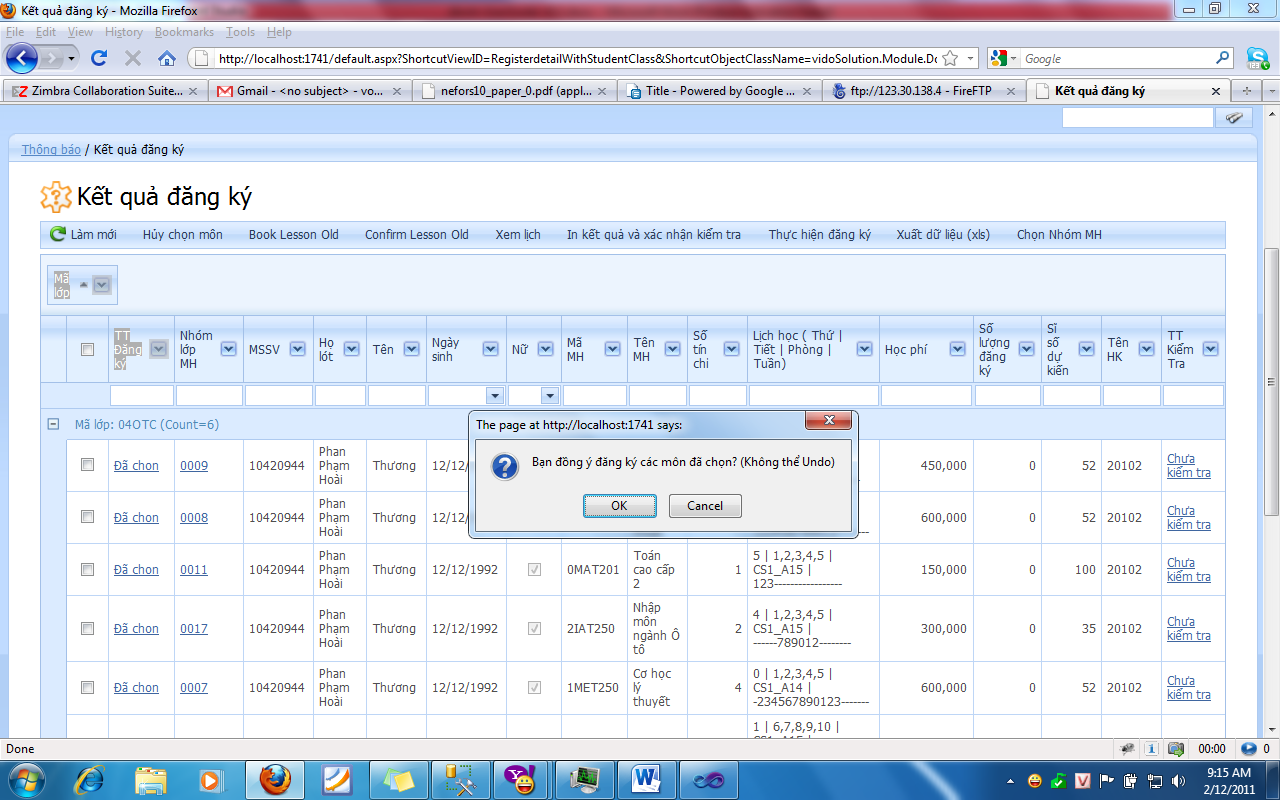 Kết quả đăng ký - Mozilla Firefox
File Edit View History Bookmarks Tools Help
http://localhost:1741/default.aspx?ShortcutViewID=RegisterdetailWithStudentClass&ShortcutObjectClassName=vidoSolution.Module.Do
Google
Zimbra Collaboration Suite...
Gmail - <no subject> - vo...
nefors10_paper_0.pdf (appl...
Title - Powered by Google ...
ftp://123.30.138.4 - FireFTP
Kết quả đăng ký
Thông báo / Kết quả đăng ký
Kết quả đăng ký
Làm mới Hủy chọn môn Book Lesson Old Confirm Lesson Old Xem lịch In kết quả và xác nhận kiểm tra Thực hiện đăng ký Xuất dữ liệu (xls) Chọn Nhóm MH
Mã
lớp
TT
Đăng
ký
Nhóm
lớp
MH
MSSV
Họ
lót
Tên
Ngày
sinh
Nữ
Mã
MH
Tên
MH
Số
tín
chỉ
Lịch học ( Thứ |
Tiết | Phòng |
Tuần)
Học phí
Số
lượng
đăng
ký
Sĩ
số
dự
kiến
Tên
HK
TT
Kiểm
Tra
Mã lớp: 04OTC (Count=6)
The page at http://localhost:1741 says:
Bạn đồng ý đăng ký các môn đã chọn? (Không thể Undo)
OK Cancel
Đã chon
0009
10420944
Phan
Phạm
Hoài
Thương
12/12/
450,000
0
52
20102
Chưa
kiểm tra
Đã chon
0008
10420944
Phan
Phạm
Hoài
Thương
12/12/
600,000
0
52
20102
Chưa
kiểm tra
Đã chon
0011
10420944
Phan
Phạm
Hoài
Thương
12/12/1992
0MAT201
Toán
cao cấp
2
1
5 | 1,2,3,4,5 |
CS1_A15 |
123-----------------
150,000
0
100
20102
Chưa
kiểm tra
Đã chon
0017
10420944
Phan
Phạm
Hoài
Thương
12/12/1992
2IAT250
Nhập
môn
ngành Ô
tô
2
4 | 1,2,3,4,5 |
CS1_A15 |
------789012--------
300,000
0
35
20102
Chưa
kiểm tra
Đã chon
0007
10420944
Phan
Phạm
Hoài
Thương
12/12/1992
1MET250
Cơ học
lý
thuyết
4
0 | 1,2,3,4,5 |
CS1_A14 |
-234567890123-------
600,000
0
52
20102
Chưa
kiểm tra
1 | 6,7,8,9,10 |
Done
00:00
0
9:15 AM
2/12/2011